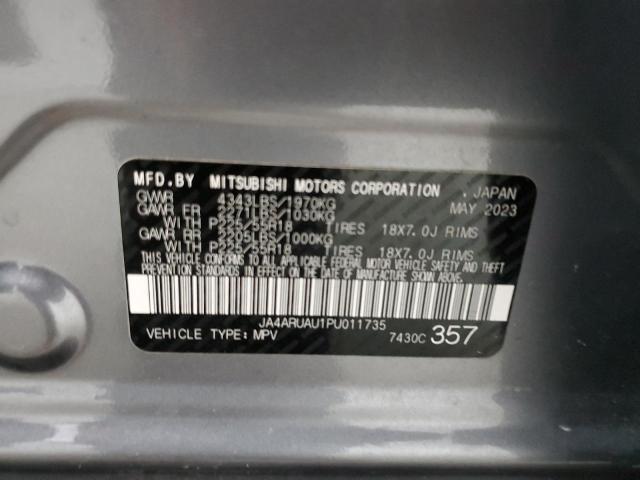 MFD.BY MITSUBISHI MOTORS CORPORATION , JAPAN
GVWR 4343LBS/1970KG MAY 2023
GAWR FR 2271LBS/1030KG
WITH P225/55R18 TIRES 18X7.0J RIMS
GAWR RR 2205LBS/1000KG
WITH P225/55R18 TIRES 18X7.0J RIMS
THIS VEHICLE CONFORMS TO ALL APPLICABLE FEDERAL MOTOR VEHICLE SAFETY AND THEFT
PREVENTION STANDARDS IN EFFECT ON THE DATE OF MANUFACTURE SHOWN ABOVE.
JA4ARUAU1PU011735
VEHICLE TYPE: MPV 7430C 357